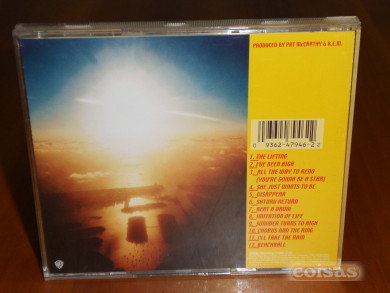 PRODUCED BY PAT McCARTHY & R.E.M.
9362-47946-2
1. THE LIFTING
2. I'VE BEEN HIGH
3. ALL THE WAY TO RENO
(YOU'RE GONNA BE A STAR)
4. SHE JUST WANTS TO BE
5. DISAPPEAR
6. SATURN RETURN
7. BEAT A DRUM
8. IMITATION OF LIFE
9. SUMMER TURNS TO HIGH
10. CHORUS AND THE RING
11. I'LL TAKE THE RAIN
12. BEACHBALL
coisas